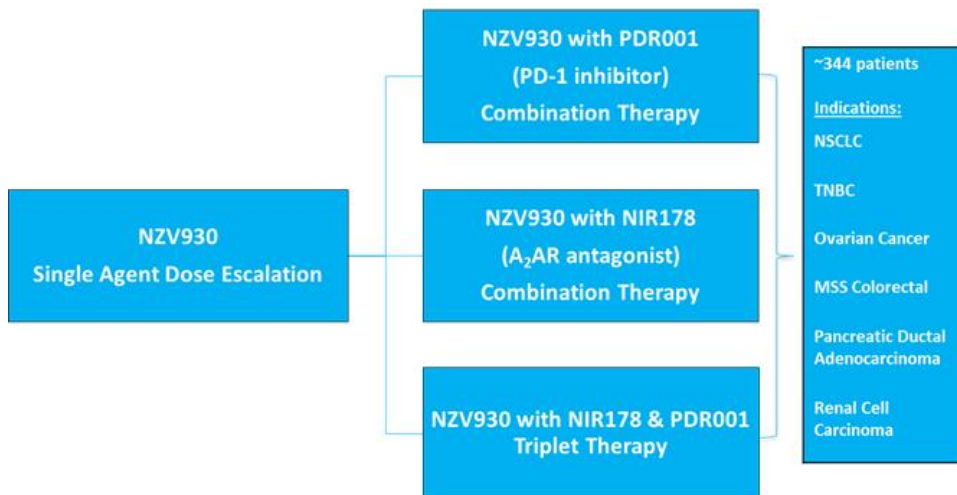 NZV930
Single Agent Dose Escalation
NZV930 with PDR001
(PD-1 inhibitor)
Combination Therapy
NZV930 with NIR178
(A₂AR antagonist)
Combination Therapy
NZV930 with NIR178 & PDR001
Triplet Therapy
~344 patients
Indications:
NSCLC
TNBC
Ovarian Cancer
MSS Colorectal
Pancreatic Ductal
Adenocarcinoma
Renal Cell
Carcinoma